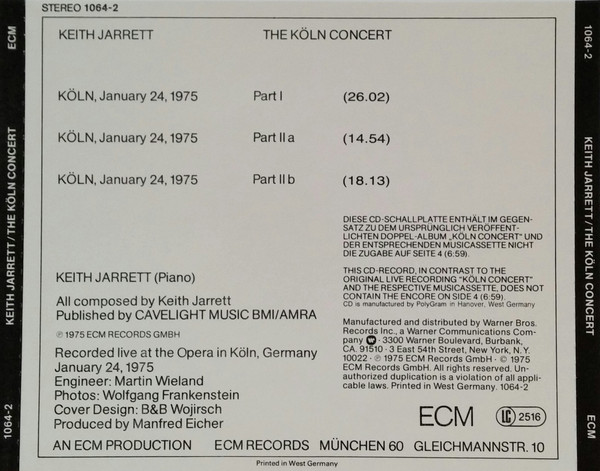 STEREO 1064-2
KEITH JARRETT THE KÖLN CONCERT
KÖLN, January 24, 1975 Part I (26.02)
KÖLN, January 24, 1975 Part II a (14.54)
KÖLN, January 24, 1975 Part II b (18.13)
DIESE CD-SCHALLPLATTE ENTHÄLT IM GEGEN-
SATZ ZU DEM URSPRÜNGLICH VERÖFFENT-
LICHTEN DOPPEL-ALBUM „KÖLN CONCERT" UND
DER ENTSPRECHENDEN MUSICASSETTE NICHT
DIE ZUGABE AUF SEITE 4 (6:59).
THIS CD-RECORD, IN CONTRAST TO THE
ORIGINAL LIVE RECORDING "KÖLN CONCERT"
AND THE RESPECTIVE MUSICASSETTE, DOES NOT
CONTAIN THE ENCORE ON SIDE 4 (6:59).
CD is manufactured by PolyGram in Hanover, West Germany
Manufactured and distributed by Warner Bros.
Records Inc., a Warner Communications Com-
pany W · 3300 Warner Boulevard, Burbank,
CA. 91510 · 3 East 54th Street, New York, N.Y.
10022 · ℗ 1975 ECM Records GmbH · © 1975
ECM Records GmbH. All rights reserved. Un-
authorized duplication is a violation of all appli-
cable laws. Printed in West Germany. 1064-2
KEITH JARRETT (Piano)
All composed by Keith Jarrett
Published by CAVELIGHT MUSIC BMI/AMRA
℗ 1975 ECM RECORDS GMBH
Recorded live at the Opera in Köln, Germany
January 24, 1975
Engineer: Martin Wieland
Photos: Wolfgang Frankenstein
Cover Design: B&B Wojirsch
Produced by Manfred Eicher
ECM LC 2516
AN ECM PRODUCTION ECM RECORDS MÜNCHEN 60 GLEICHMANNSTR. 10
Printed in West Germany
1064-2 KEITH JARRETT/THE KÖLN CONCERT ECM
1064-2 KEITH JARRETT/THE KÖLN CONCERT ECM